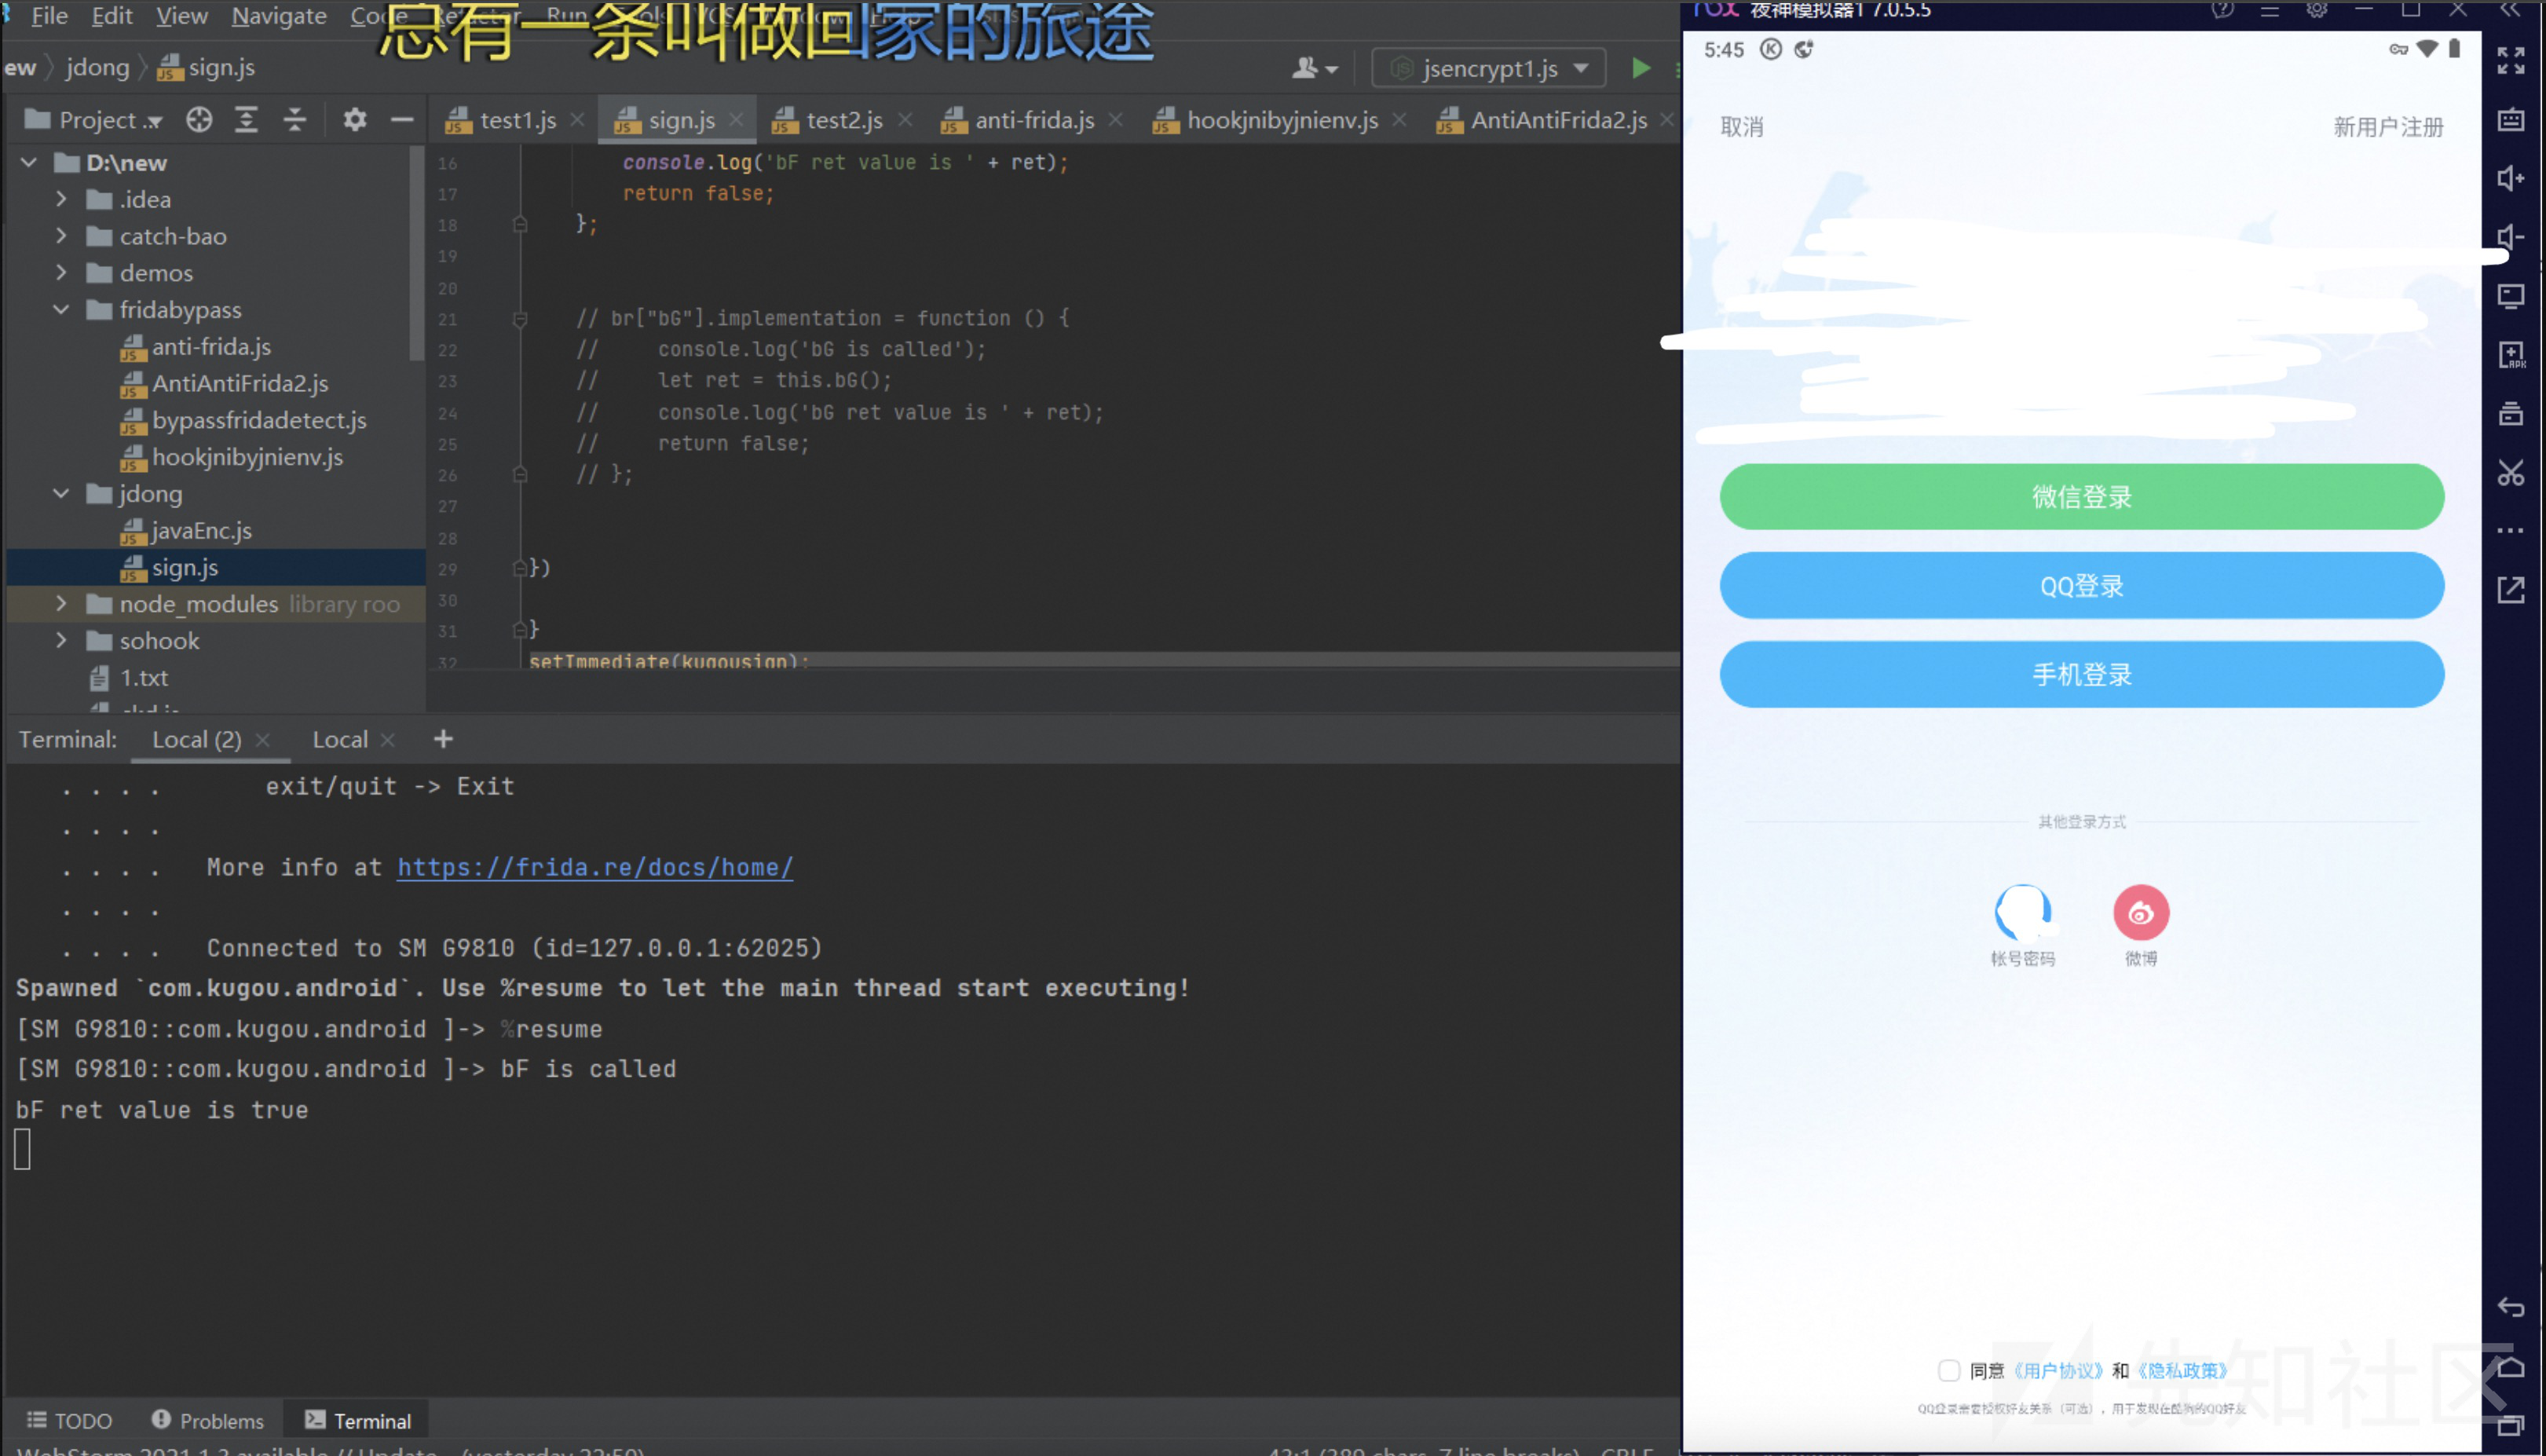 File Edit View Navigate Code Refactor Run Tools VCS Window Help
总有一条叫做回家的旅途
ew jdong sign.js
jsencrypt1.js
Project
test1.js
sign.js
test2.js
anti-frida.js
hookjnibyjnienv.js
AntiAntiFrida2.js
D:\new
.idea
catch-bao
demos
fridabypass
anti-frida.js
AntiAntiFrida2.js
bypassfridadetect.js
hookjnibyjnienv.js
jdong
javaEnc.js
sign.js
node_modules library roo
sohook
1.txt
16 console.log('bF ret value is ' + ret);
17 return false;
18 };
19
20
21 // br["bG"].implementation = function () {
22 // console.log('bG is called');
23 // let ret = this.bG();
24 // console.log('bG ret value is ' + ret);
25 // return false;
26 // };
27
28
29 })
30
31 }
32 setImmediate(kugousign);
Terminal: Local (2) Local +
. . . . exit/quit -> Exit
. . . .
. . . . More info at https://frida.re/docs/home/
. . . .
. . . . Connected to SM G9810 (id=127.0.0.1:62025)
Spawned `com.kugou.android`. Use %resume to let the main thread start executing!
[SM G9810::com.kugou.android ]-> %resume
[SM G9810::com.kugou.android ]-> bF is called
bF ret value is true
TODO Problems Terminal
WebStorm 2021.1.3 available // Update... (yesterday 22:50)
43:1 (389 chars, 7 line breaks) CRLF
nox 夜神模拟器1 7.0.5.5
5:45
取消
新用户注册
微信登录
QQ登录
手机登录
其他登录方式
帐号密码
微博
同意《用户协议》和《隐私政策》
QQ登录需要授权好友关系（可选），用于发现在酷狗的QQ好友
APK
先知社区